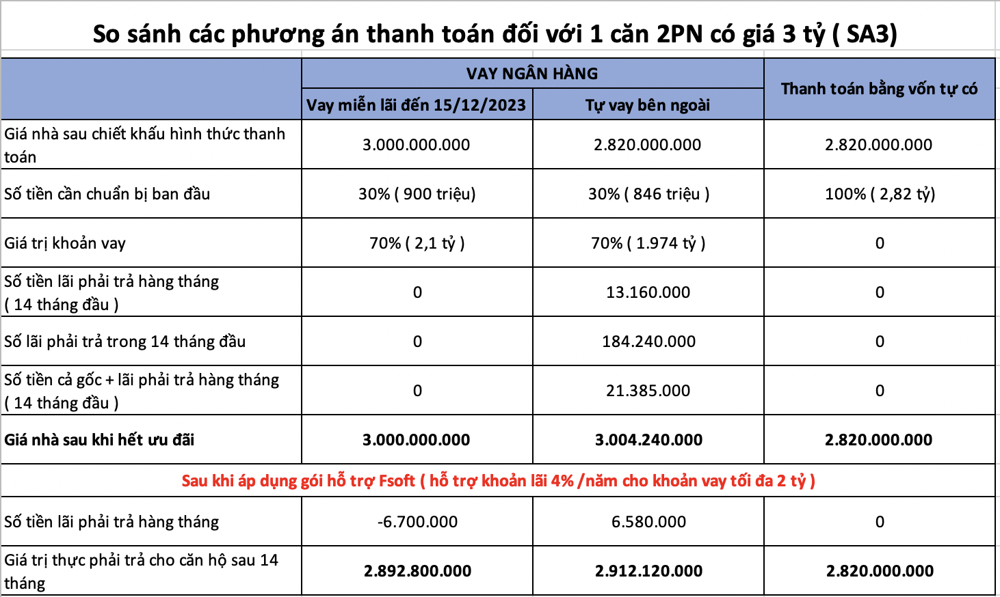 So sánh các phương án thanh toán đối với 1 căn 2PN có giá 3 tỷ ( SA3)
VAY NGÂN HÀNG
Thanh toán bằng vốn tự có
Vay miễn lãi đến 15/12/2023
Tự vay bên ngoài
Giá nhà sau chiết khấu hình thức thanh
toán
3.000.000.000
2.820.000.000
2.820.000.000
Số tiền cần chuẩn bị ban đầu
30% ( 900 triệu)
30% ( 846 triệu )
100% ( 2,82 tỷ)
Giá trị khoản vay
70% ( 2,1 tỷ )
70% ( 1.974 tỷ )
0
Số tiền lãi phải trả hàng tháng
( 14 tháng đầu )
0
13.160.000
0
Số lãi phải trả trong 14 tháng đầu
0
184.240.000
0
Số tiền cả gốc + lãi phải trả hàng tháng
( 14 tháng đầu )
0
21.385.000
0
Giá nhà sau khi hết ưu đãi
3.000.000.000
3.004.240.000
2.820.000.000
Sau khi áp dụng gói hỗ trợ Fsoft ( hỗ trợ khoản lãi 4% /năm cho khoản vay tối đa 2 tỷ )
Số tiền lãi phải trả hàng tháng
-6.700.000
6.580.000
0
Giá trị thực phải trả cho căn hộ sau 14
tháng
2.892.800.000
2.912.120.000
2.820.000.000